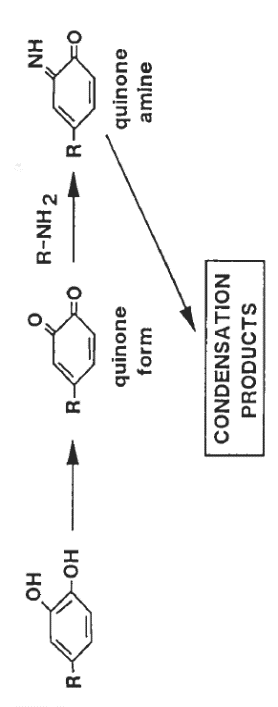 OH
OH
R
O
O
R
quinone
form
R-NH2
NH
O
R
quinone
amine
CONDENSATION
PRODUCTS